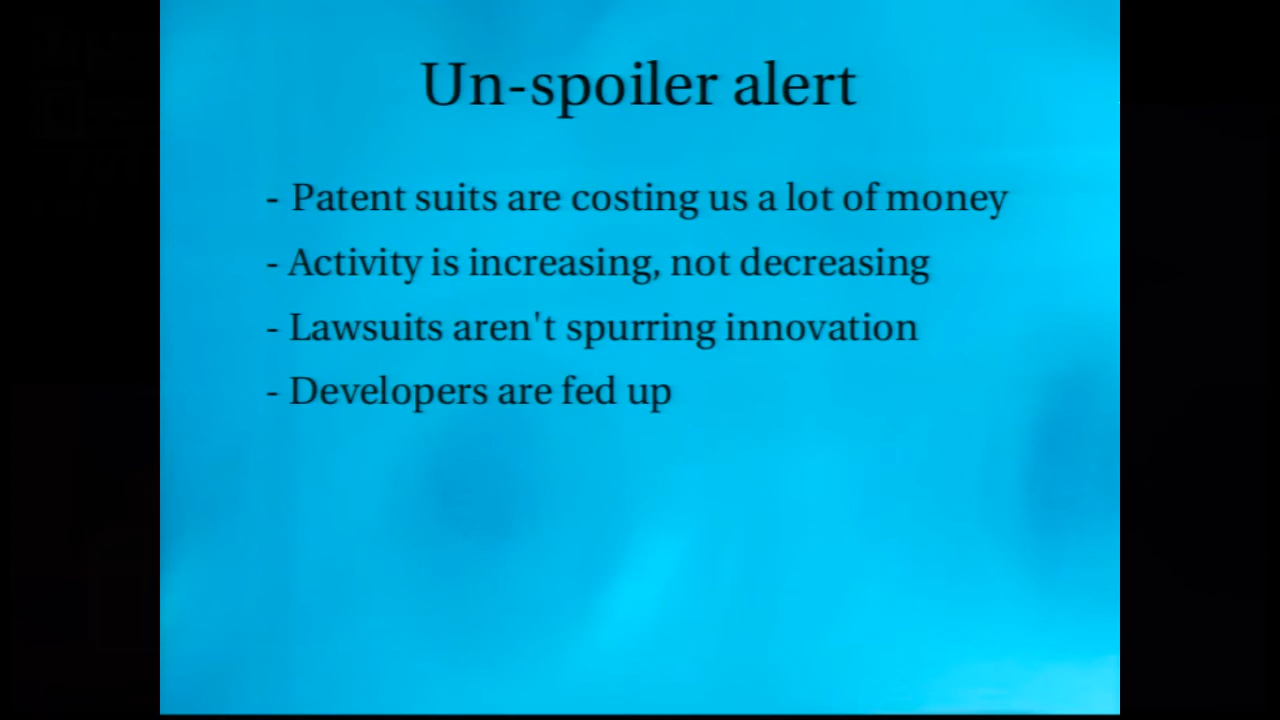 Un-spoiler alert
- Patent suits are costing us a lot of money
- Activity is increasing, not decreasing
- Lawsuits aren't spurring innovation
- Developers are fed up